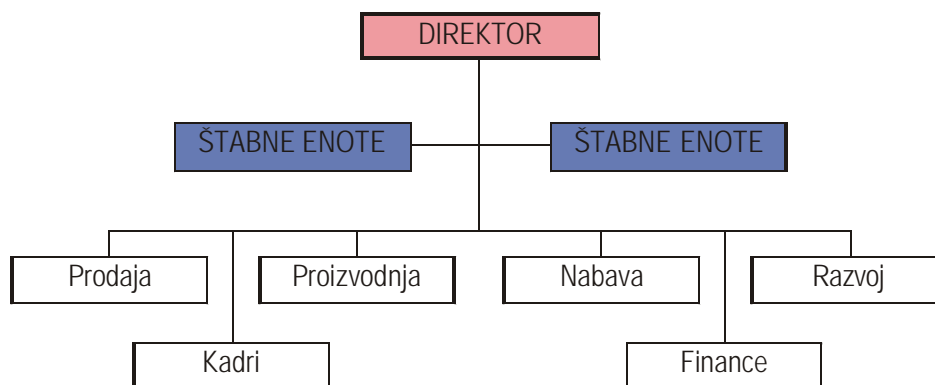 DIREKTOR
ŠTABNE ENOTE
ŠTABNE ENOTE
Prodaja
Proizvodnja
Nabava
Razvoj
Kadri
Finance